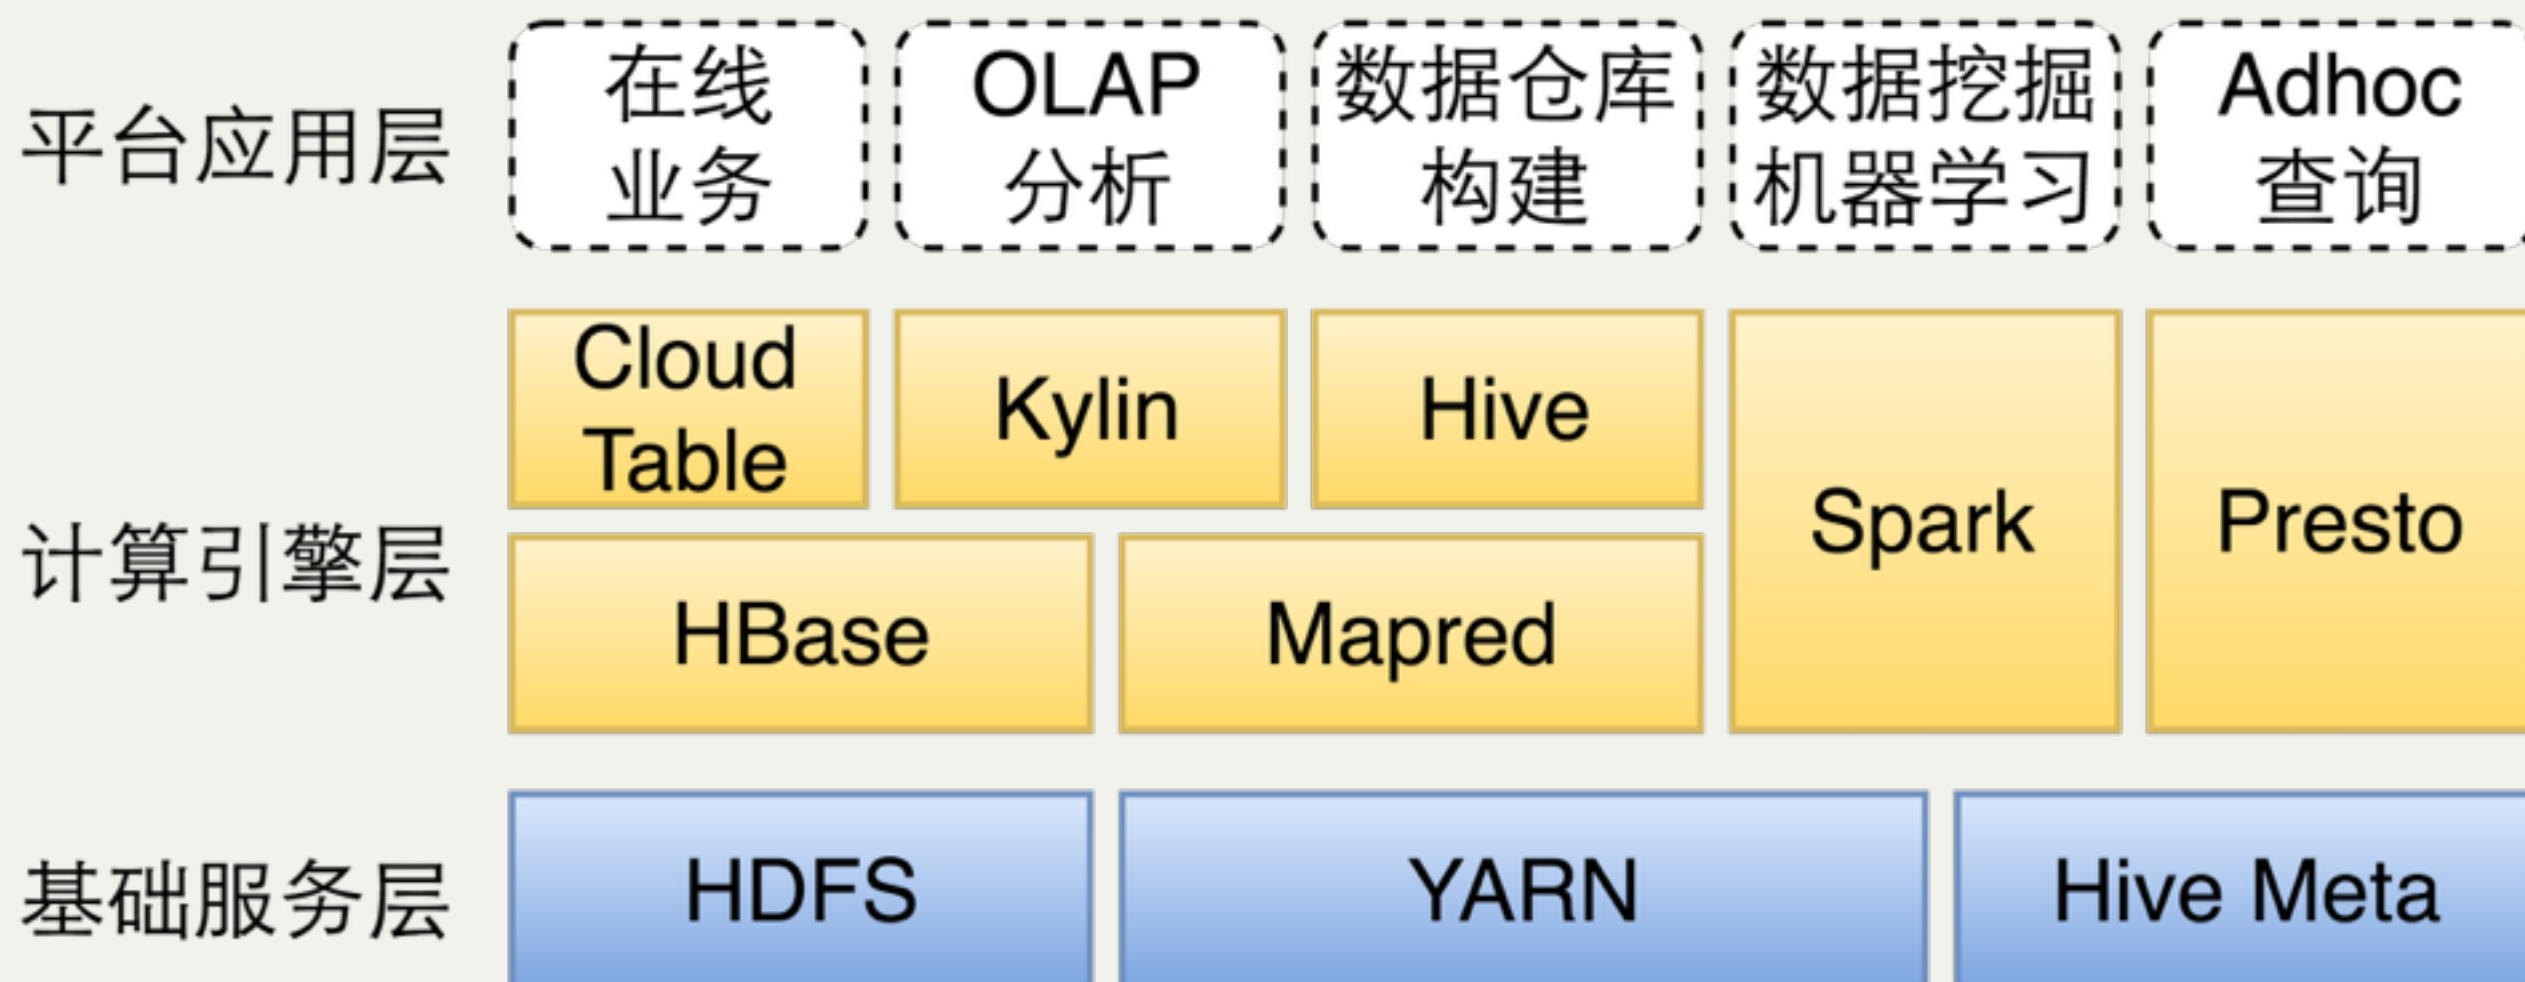 平台应用层
在线
业务
OLAP
分析
数据仓库
构建
数据挖掘
机器学习
Adhoc
查询
计算引擎层
Cloud
Table
Kylin
Hive
Spark
Presto
HBase
Mapred
基础服务层
HDFS
YARN
Hive Meta